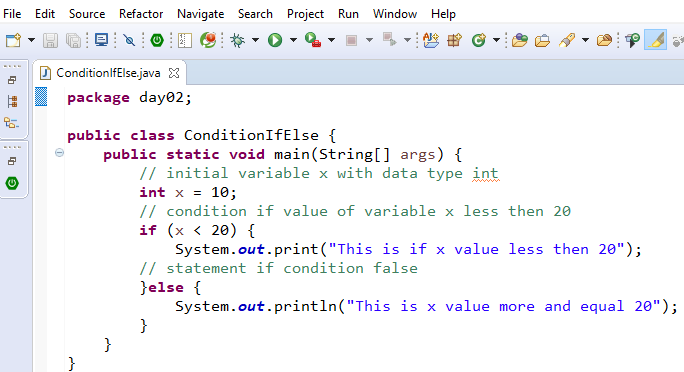 File Edit Source Refactor Navigate Search Project Run Window Help
ConditionIfElse.java
package day02;
public class ConditionIfElse {
public static void main(String[] args) {
// initial variable x with data type int
int x = 10;
// condition if value of variable x less then 20
if (x < 20) {
System.out.print("This is if x value less then 20");
// statement if condition false
}else {
System.out.println("This is x value more and equal 20");
}
}
}